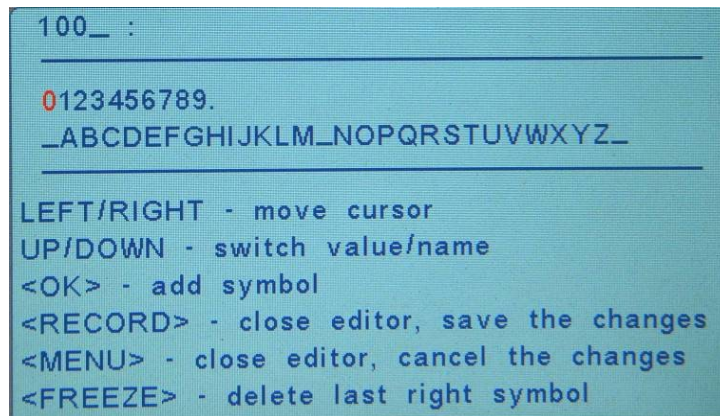 100_ :
0123456789.
_ABCDEFGHIJKLM_NOPQRSTUVWXYZ_
LEFT/RIGHT - move cursor
UP/DOWN - switch value/name
<OK> - add symbol
<RECORD> - close editor, save the changes
<MENU> - close editor, cancel the changes
<FREEZE> - delete last right symbol